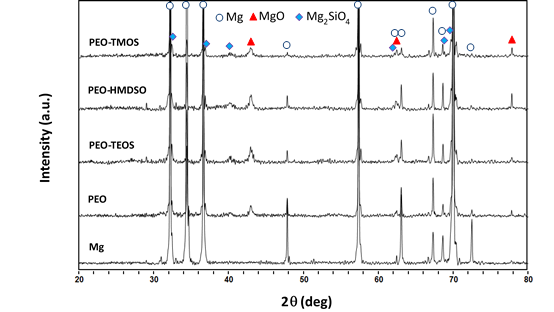 Mg MgO Mg₂SiO₄
PEO-TMOS
PEO-HMDSO
PEO-TEOS
PEO
Mg
Intensity (a.u.)
20 30 40 50 60 70 80
2θ (deg)